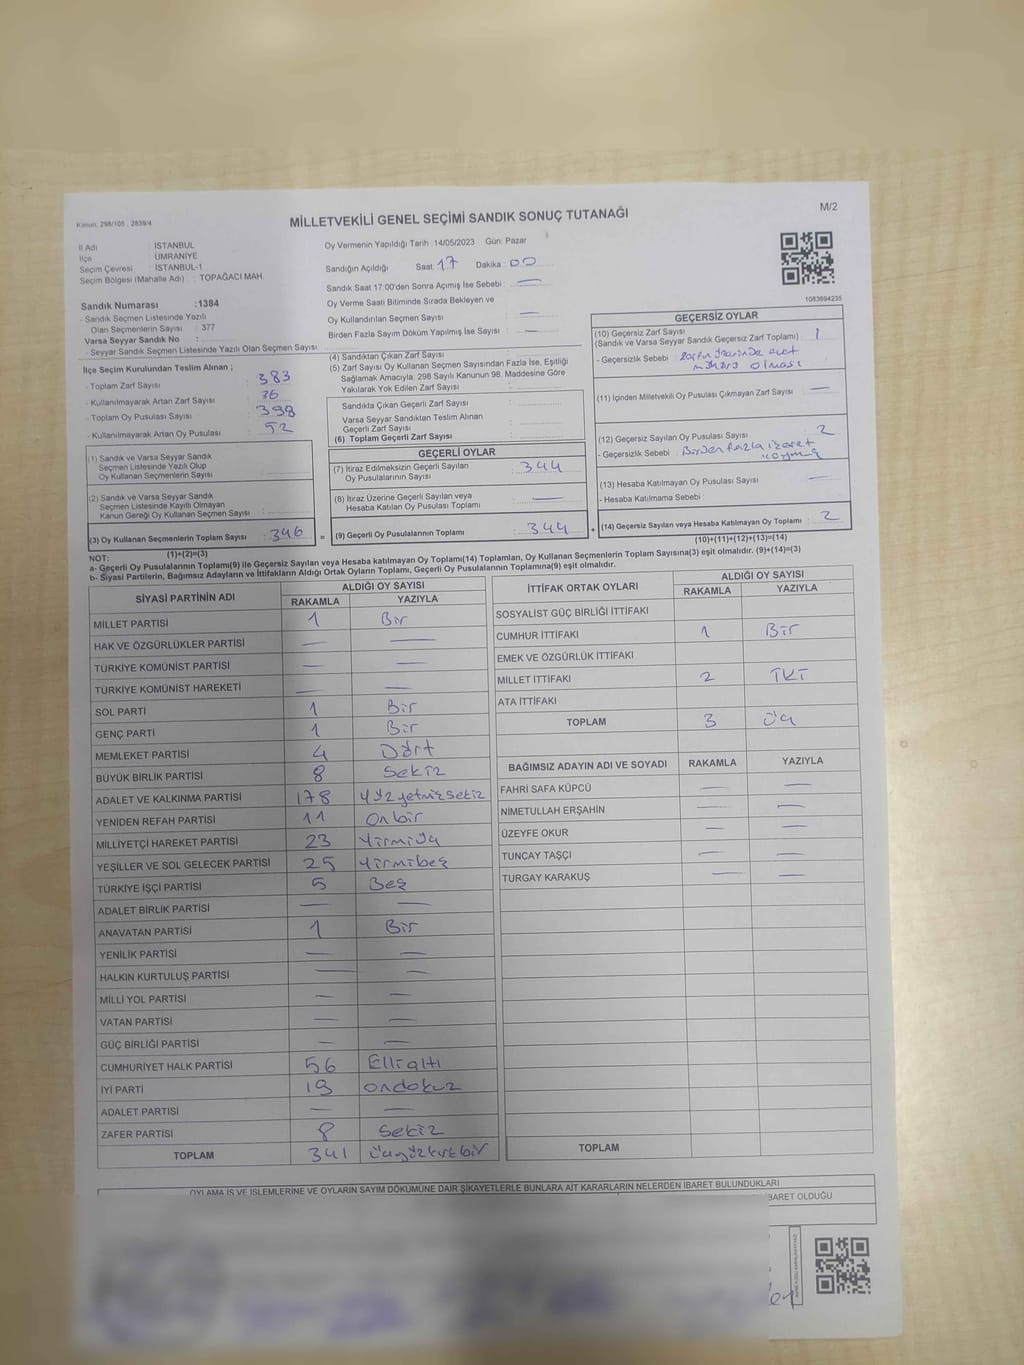 Kanun: 298/105 , 2839/4
MİLLETVEKİLİ GENEL SEÇİMİ SANDIK SONUÇ TUTANAĞI
M/2
İl Adı : İSTANBUL
İlçe : ÜMRANİYE
Seçim Çevresi : İSTANBUL-1
Seçim Bölgesi (Mahalle Adı) : TOPAĞACI MAH.
Sandık Numarası :1384
- Sandık Seçmen Listesinde Yazılı
Olan Seçmenlerin Sayısı : 377
Varsa Seyyar Sandık No :
- Seyyar Sandık Seçmen Listesinde Yazılı Olan Seçmen Sayısı:
İlçe Seçim Kurulundan Teslim Alınan ;
- Toplam Zarf Sayısı : 383
- Kullanılmayarak Artan Zarf Sayısı : 36
- Toplam Oy Pusulası Sayısı : 398
- Kullanılmayarak Artan Oy Pusulası : 52
(1) Sandık ve Varsa Seyyar Sandık
Seçmen Listesinde Yazılı Olup
Oy Kullanan Seçmenlerin Sayısı
(2) Sandık ve Varsa Seyyar Sandık
Seçmen Listesinde Kayıtlı Olmayan
Kanun Gereği Oy Kullanan Seçmen Sayısı:
(3) Oy Kullanan Seçmenlerin Toplam Sayısı : 346
(1)+(2)=(3)
Oy Vermenin Yapıldığı Tarih :14/05/2023 Gün: Pazar
Sandığın Açıldığı Saat: 17 Dakika: 00
Sandık Saat 17:00'den Sonra Açımış İse Sebebi : —
Oy Verme Saati Bitiminde Sırada Bekleyen ve
Oy Kullandırılan Seçmen Sayısı : —
Birden Fazla Sayım Döküm Yapılmış İse Sayısı : —
(4) Sandıktan Çıkan Zarf Sayısı :
(5) Zarf Sayısı Oy Kullanan Seçmen Sayısından Fazla İse, Eşitliği
Sağlamak Amacıyla; 298 Sayılı Kanunun 98. Maddesine Göre
Yakılarak Yok Edilen Zarf Sayısı :
Sandıkta Çıkan Geçerli Zarf Sayısı :
Varsa Seyyar Sandıktan Teslim Alınan
Geçerli Zarf Sayısı :
(6) Toplam Geçerli Zarf Sayısı :
GEÇERLİ OYLAR
(7) İtiraz Edilmeksizin Geçerli Sayılan
Oy Pusulalarının Sayısı : 344
(8) İtiraz Üzerine Geçerli Sayılan veya
Hesaba Katılan Oy Pusulası Toplamı : —
= (9) Geçerli Oy Pusulalarının Toplamı : 344 +
1083694235
GEÇERSİZ OYLAR
(10) Geçersiz Zarf Sayısı
(Sandık ve Varsa Seyyar Sandık Geçersiz Zarf Toplamı) : 1
- Geçersizlik Sebebi : zarfın üzerinde evet
mührü olması
(11) İçinden Milletvekili Oy Pusulası Çıkmayan Zarf Sayısı : —
(12) Geçersiz Sayılan Oy Pusulası Sayısı : 2
- Geçersizlik Sebebi : Birden fazla işaret
(13) Hesaba Katılmayan Oy Pusulası Sayısı : —
- Hesaba Katılmama Sebebi :
(14) Geçersiz Sayılan veya Hesaba Katılmayan Oy Toplamı : 2
(10)+(11)+(12)+(13)=(14)
NOT:
a- Geçerli Oy Pusulalarının Toplamı(9) ile Geçersiz Sayılan veya Hesaba katılmayan Oy Toplamı(14) Toplamları, Oy Kullanan Seçmenlerin Toplam Sayısına(3) eşit olmalıdır. (9)+(14)=(3)
b- Siyasi Partilerin, Bağımsız Adayların ve İttifakların Aldığı Ortak Oyların Toplamı, Geçerli Oy Pusulalarının Toplamına(9) eşit olmalıdır.
SİYASİ PARTİNİN ADI ALDIĞI OY SAYISI
RAKAMLA YAZIYLA
MİLLET PARTİSİ 1 Bir
HAK VE ÖZGÜRLÜKLER PARTİSİ — —
TÜRKİYE KOMÜNİST PARTİSİ — —
TÜRKİYE KOMÜNİST HAREKETİ — —
SOL PARTİ 1 Bir
GENÇ PARTİ 1 Bir
MEMLEKET PARTİSİ 4 Dört
BÜYÜK BİRLİK PARTİSİ 8 Sekiz
ADALET VE KALKINMA PARTİSİ 178 yüzyetmişsekiz
YENİDEN REFAH PARTİSİ 11 Onbir
MİLLİYETÇİ HAREKET PARTİSİ 23 Yirmiüç
YEŞİLLER VE SOL GELECEK PARTİSİ 25 Yirmibeş
TÜRKİYE İŞÇİ PARTİSİ 5 Beş
ADALET BİRLİK PARTİSİ — —
ANAVATAN PARTİSİ 1 Bir
YENİLİK PARTİSİ — —
HALKIN KURTULUŞ PARTİSİ — —
MİLLİ YOL PARTİSİ — —
VATAN PARTİSİ — —
GÜÇ BİRLİĞİ PARTİSİ — —
CUMHURİYET HALK PARTİSİ 56 Ellialtı
İYİ PARTİ 19 ondokuz
ADALET PARTİSİ — —
ZAFER PARTİSİ 8 Sekiz
TOPLAM 341 üçyüzkırkbir
İTTİFAK ORTAK OYLARI ALDIĞI OY SAYISI
RAKAMLA YAZIYLA
SOSYALİST GÜÇ BİRLİĞİ İTTİFAKI
CUMHUR İTTİFAKI 1 Bir
EMEK VE ÖZGÜRLÜK İTTİFAKI
MİLLET İTTİFAKI 2 İKİ
ATA İTTİFAKI
TOPLAM 3 üç
BAĞIMSIZ ADAYIN ADI VE SOYADI RAKAMLA YAZIYLA
FAHRİ SAFA KÜPCÜ — —
NİMETULLAH ERŞAHİN — —
ÜZEYFE OKUR — —
TUNCAY TAŞÇI — —
TURGAY KARAKUŞ — —
TOPLAM
OYLAMA İŞ VE İŞLEMLERİNE VE OYLARIN SAYIM DÖKÜMÜNE DAİR ŞİKAYETLERLE BUNLARA AİT KARARLARIN NELERDEN İBARET BULUNDUKLARI
BARET OLDUĞU